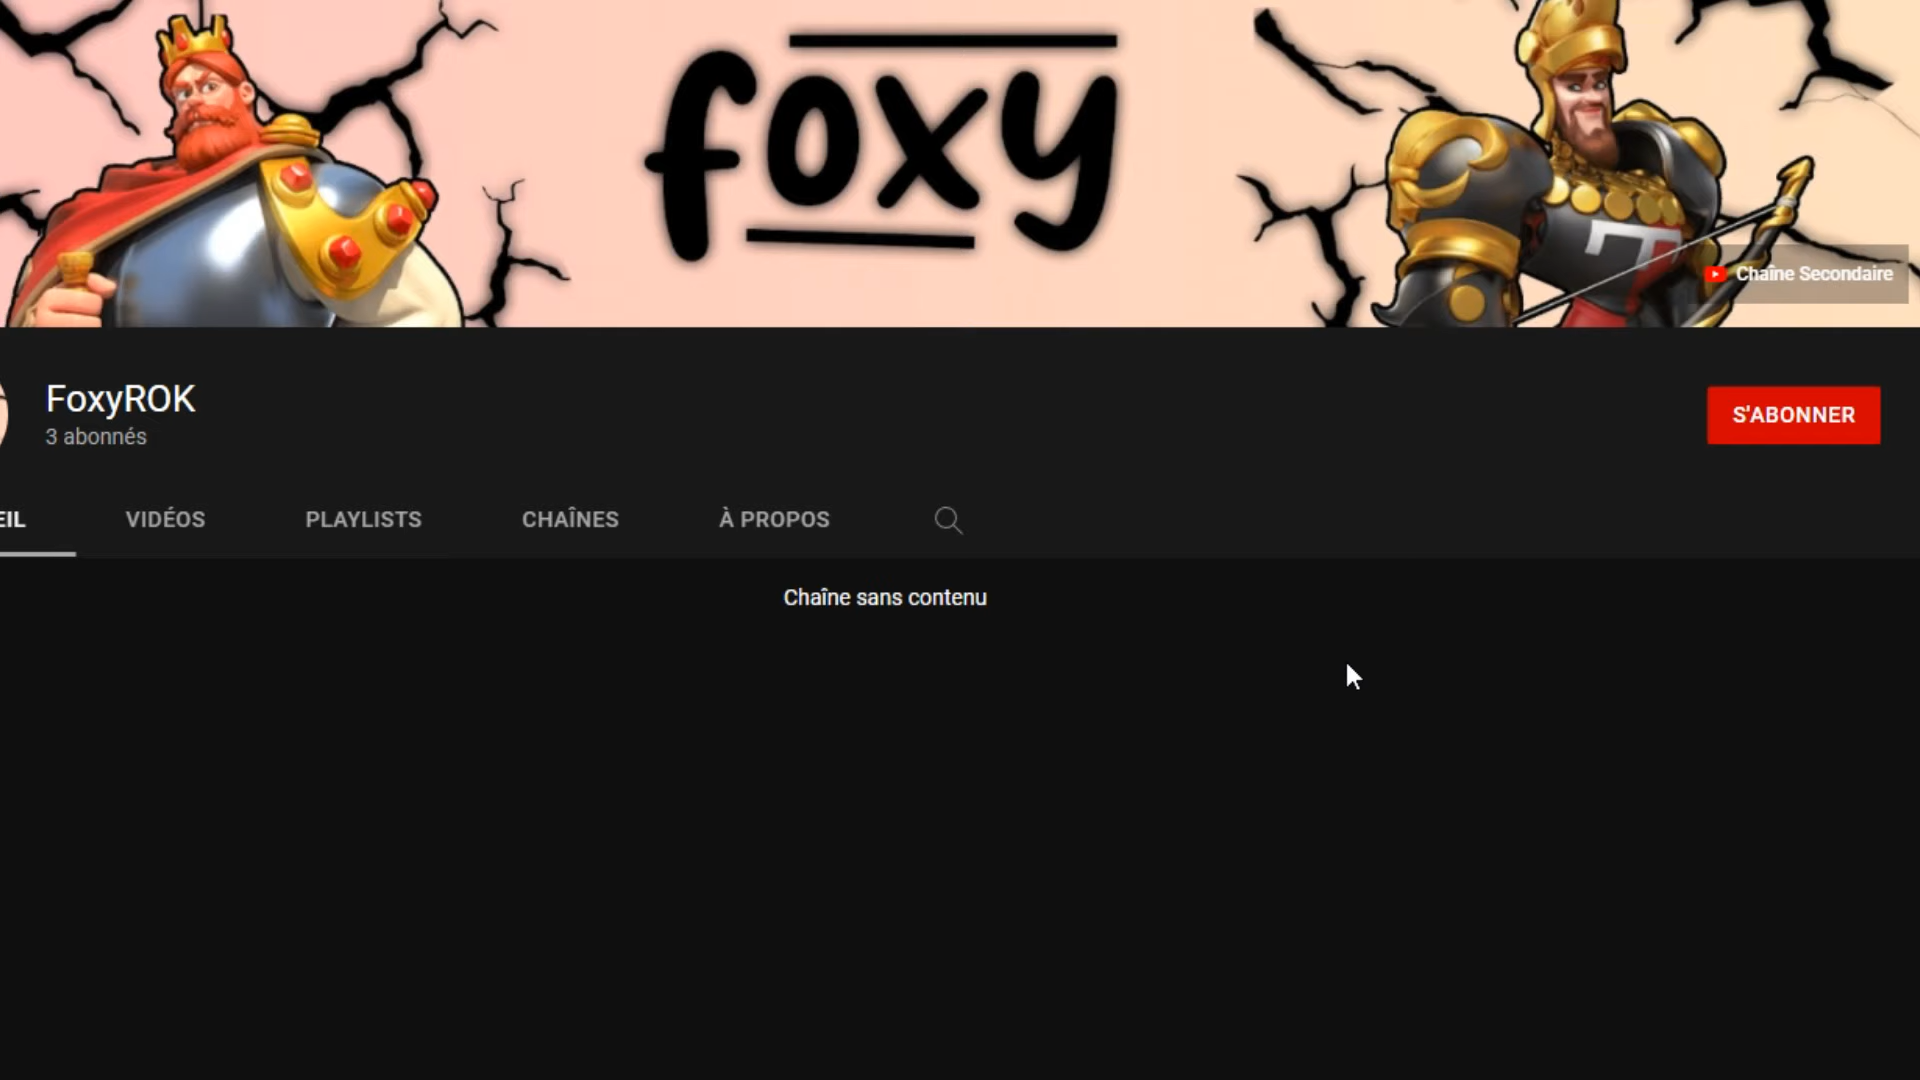 foxy
Chaîne Secondaire
FoxyROK
3 abonnés
S'ABONNER
EIL
VIDÉOS
PLAYLISTS
CHAÎNES
À PROPOS
Chaîne sans contenu